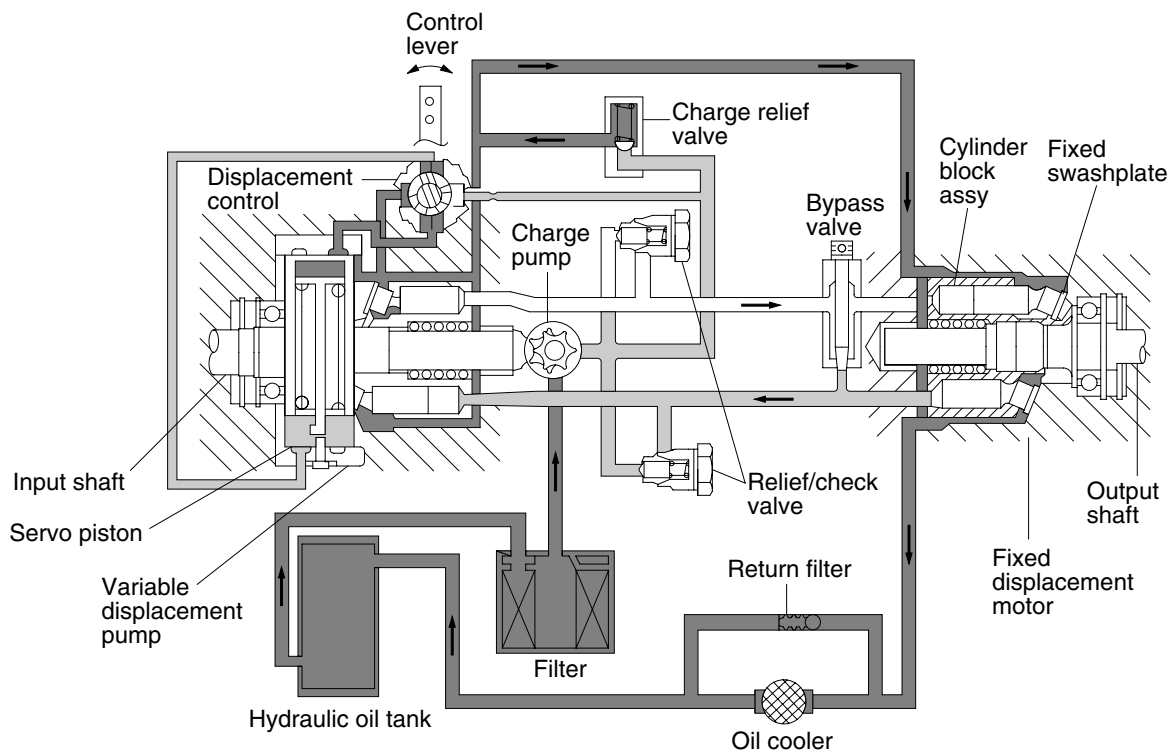 Control
lever
Charge relief
valve
Cylinder
block
assy
Fixed
swashplate
Displacement
control
Bypass
valve
Charge
pump
Input shaft
Servo piston
Variable
displacement
pump
Relief/check
valve
Output
shaft
Fixed
displacement
motor
Return filter
Filter
Hydraulic oil tank
Oil cooler